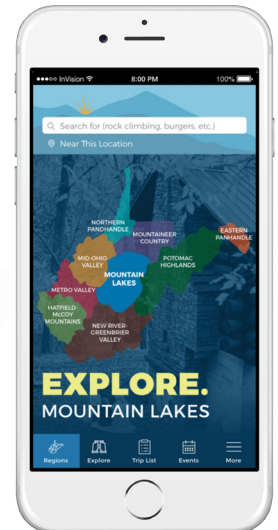 InVision
8:00 PM
100%
Search for (rock climbing, burgers, etc.)
Near This Location
NORTHERN
PANDHANDLE
MOUNTAINEER
COUNTRY
EASTERN
PANHANDLE
MID-OHIO
VALLEY
POTOMAC
HIGHLANDS
MOUNTAIN
LAKES
METRO VALLEY
HATFIELD-
McCOY
MOUNTAINS
NEW RIVER-
GREENBRIER
VALLEY
EXPLORE.
MOUNTAIN LAKES
Regions
Explore
Trip List
Events
More